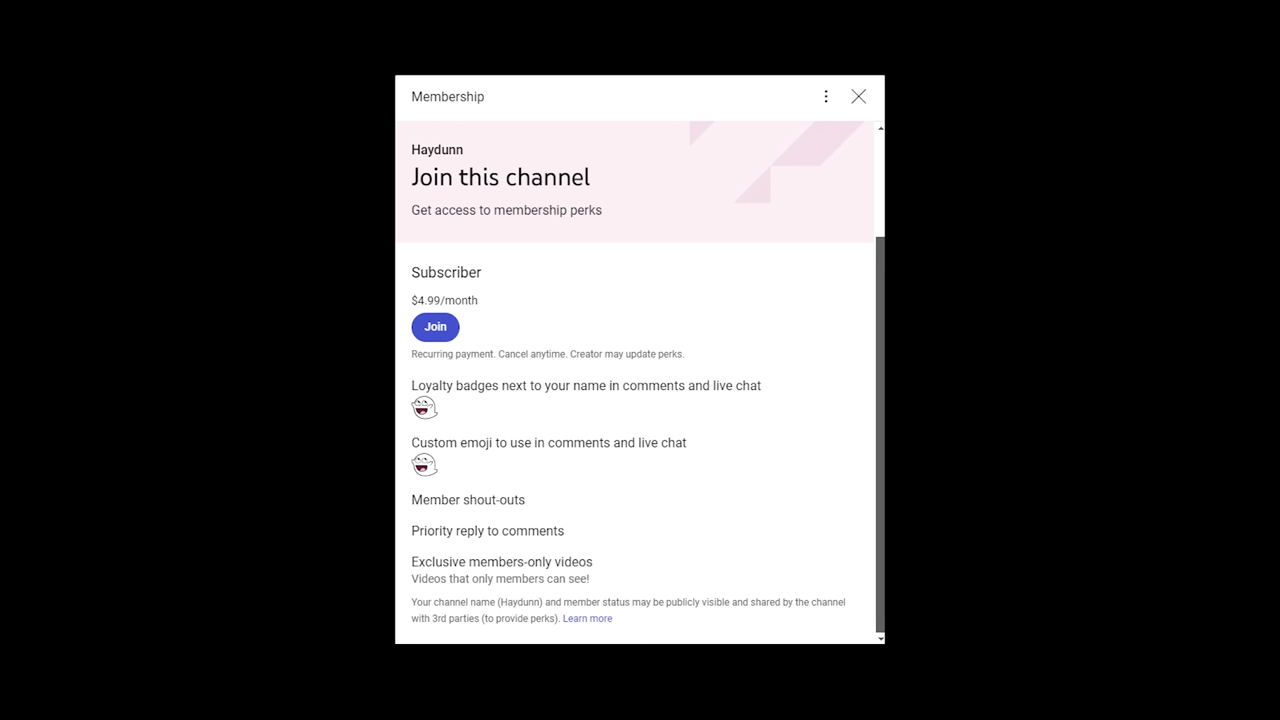 Membership
Haydunn
Join this channel
Get access to membership perks
Subscriber
$4.99/month
Join
Recurring payment. Cancel anytime. Creator may update perks.
Loyalty badges next to your name in comments and live chat
Custom emoji to use in comments and live chat
Member shout-outs
Priority reply to comments
Exclusive members-only videos
Videos that only members can see!
Your channel name (Haydunn) and member status may be publicly visible and shared by the channel
with 3rd parties (to provide perks). Learn more